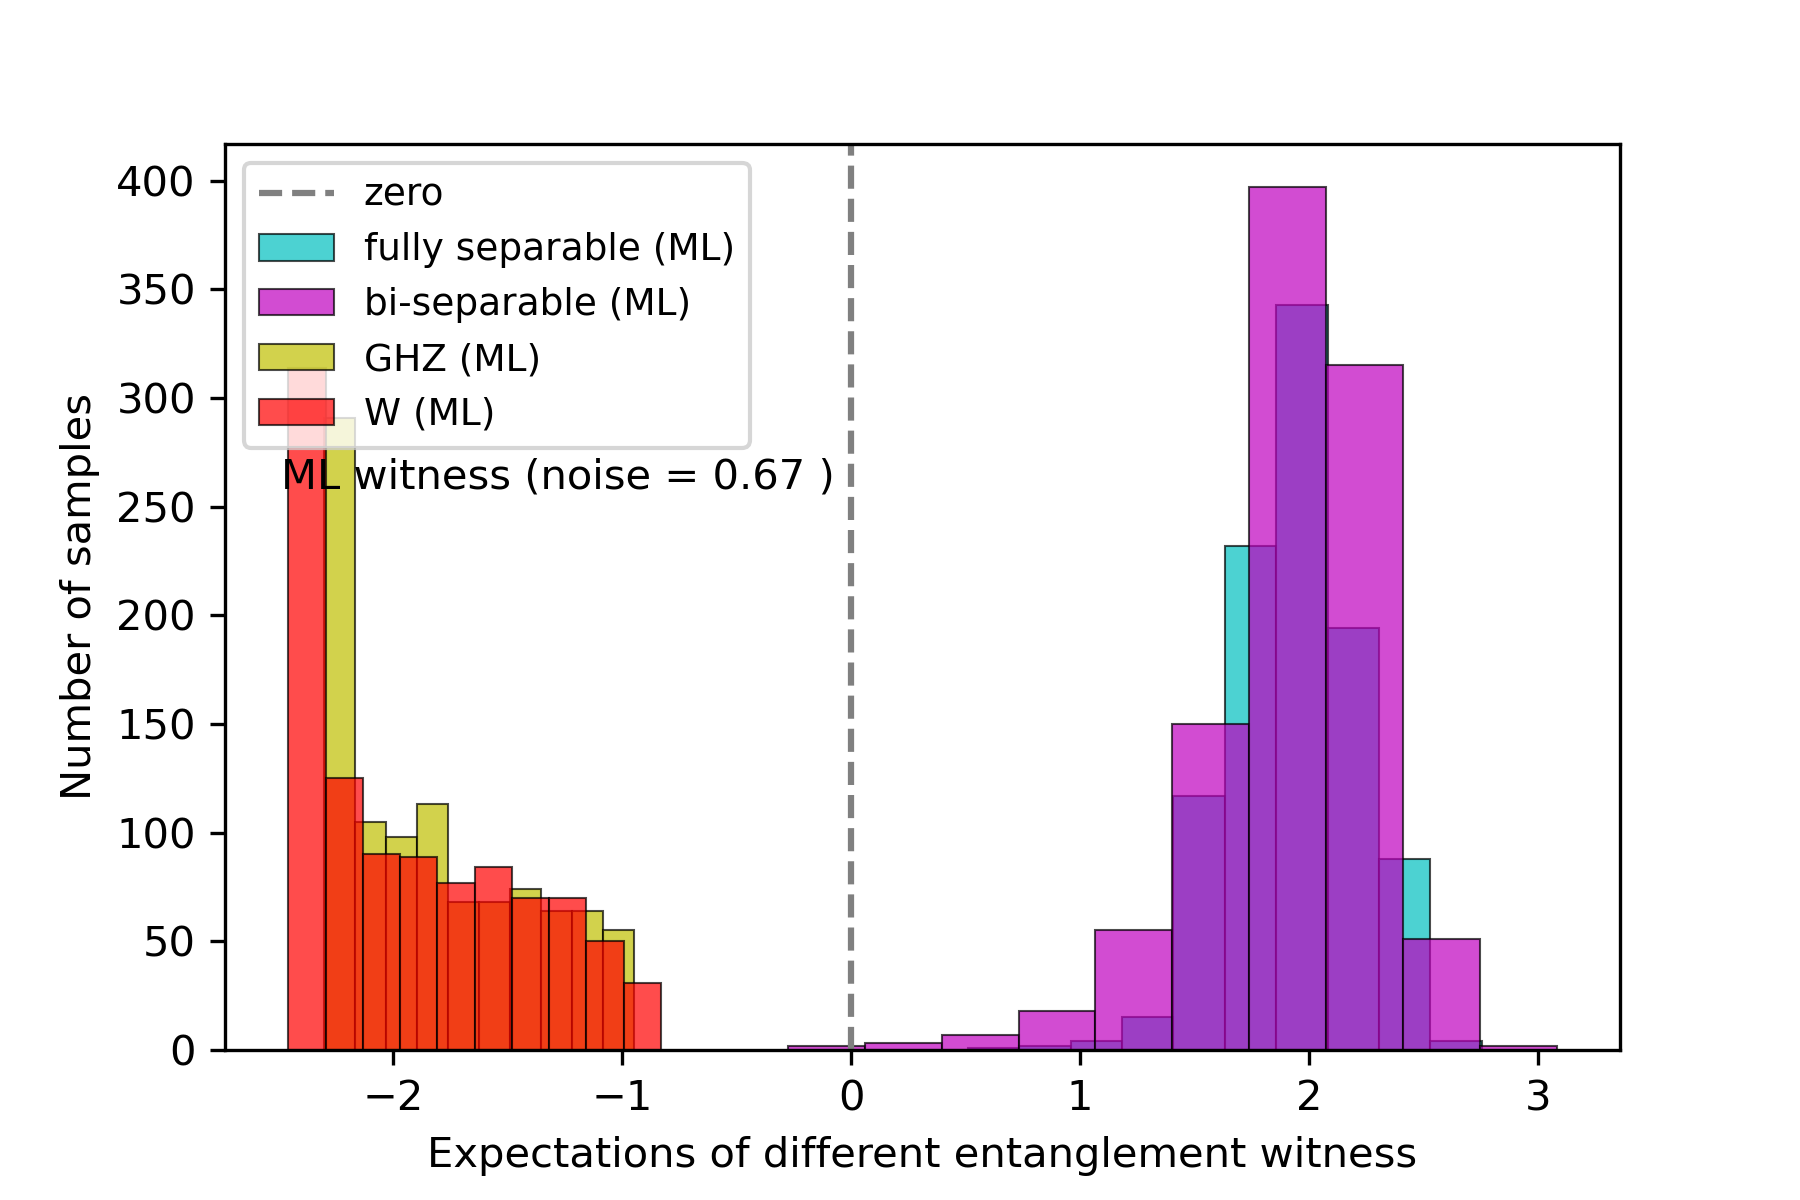 zero
fully separable (ML)
bi-separable (ML)
GHZ (ML)
W (ML)
ML witness (noise = 0.67 )
Number of samples
400
350
300
250
200
150
100
50
0
−2 −1 0 1 2 3
Expectations of different entanglement witness